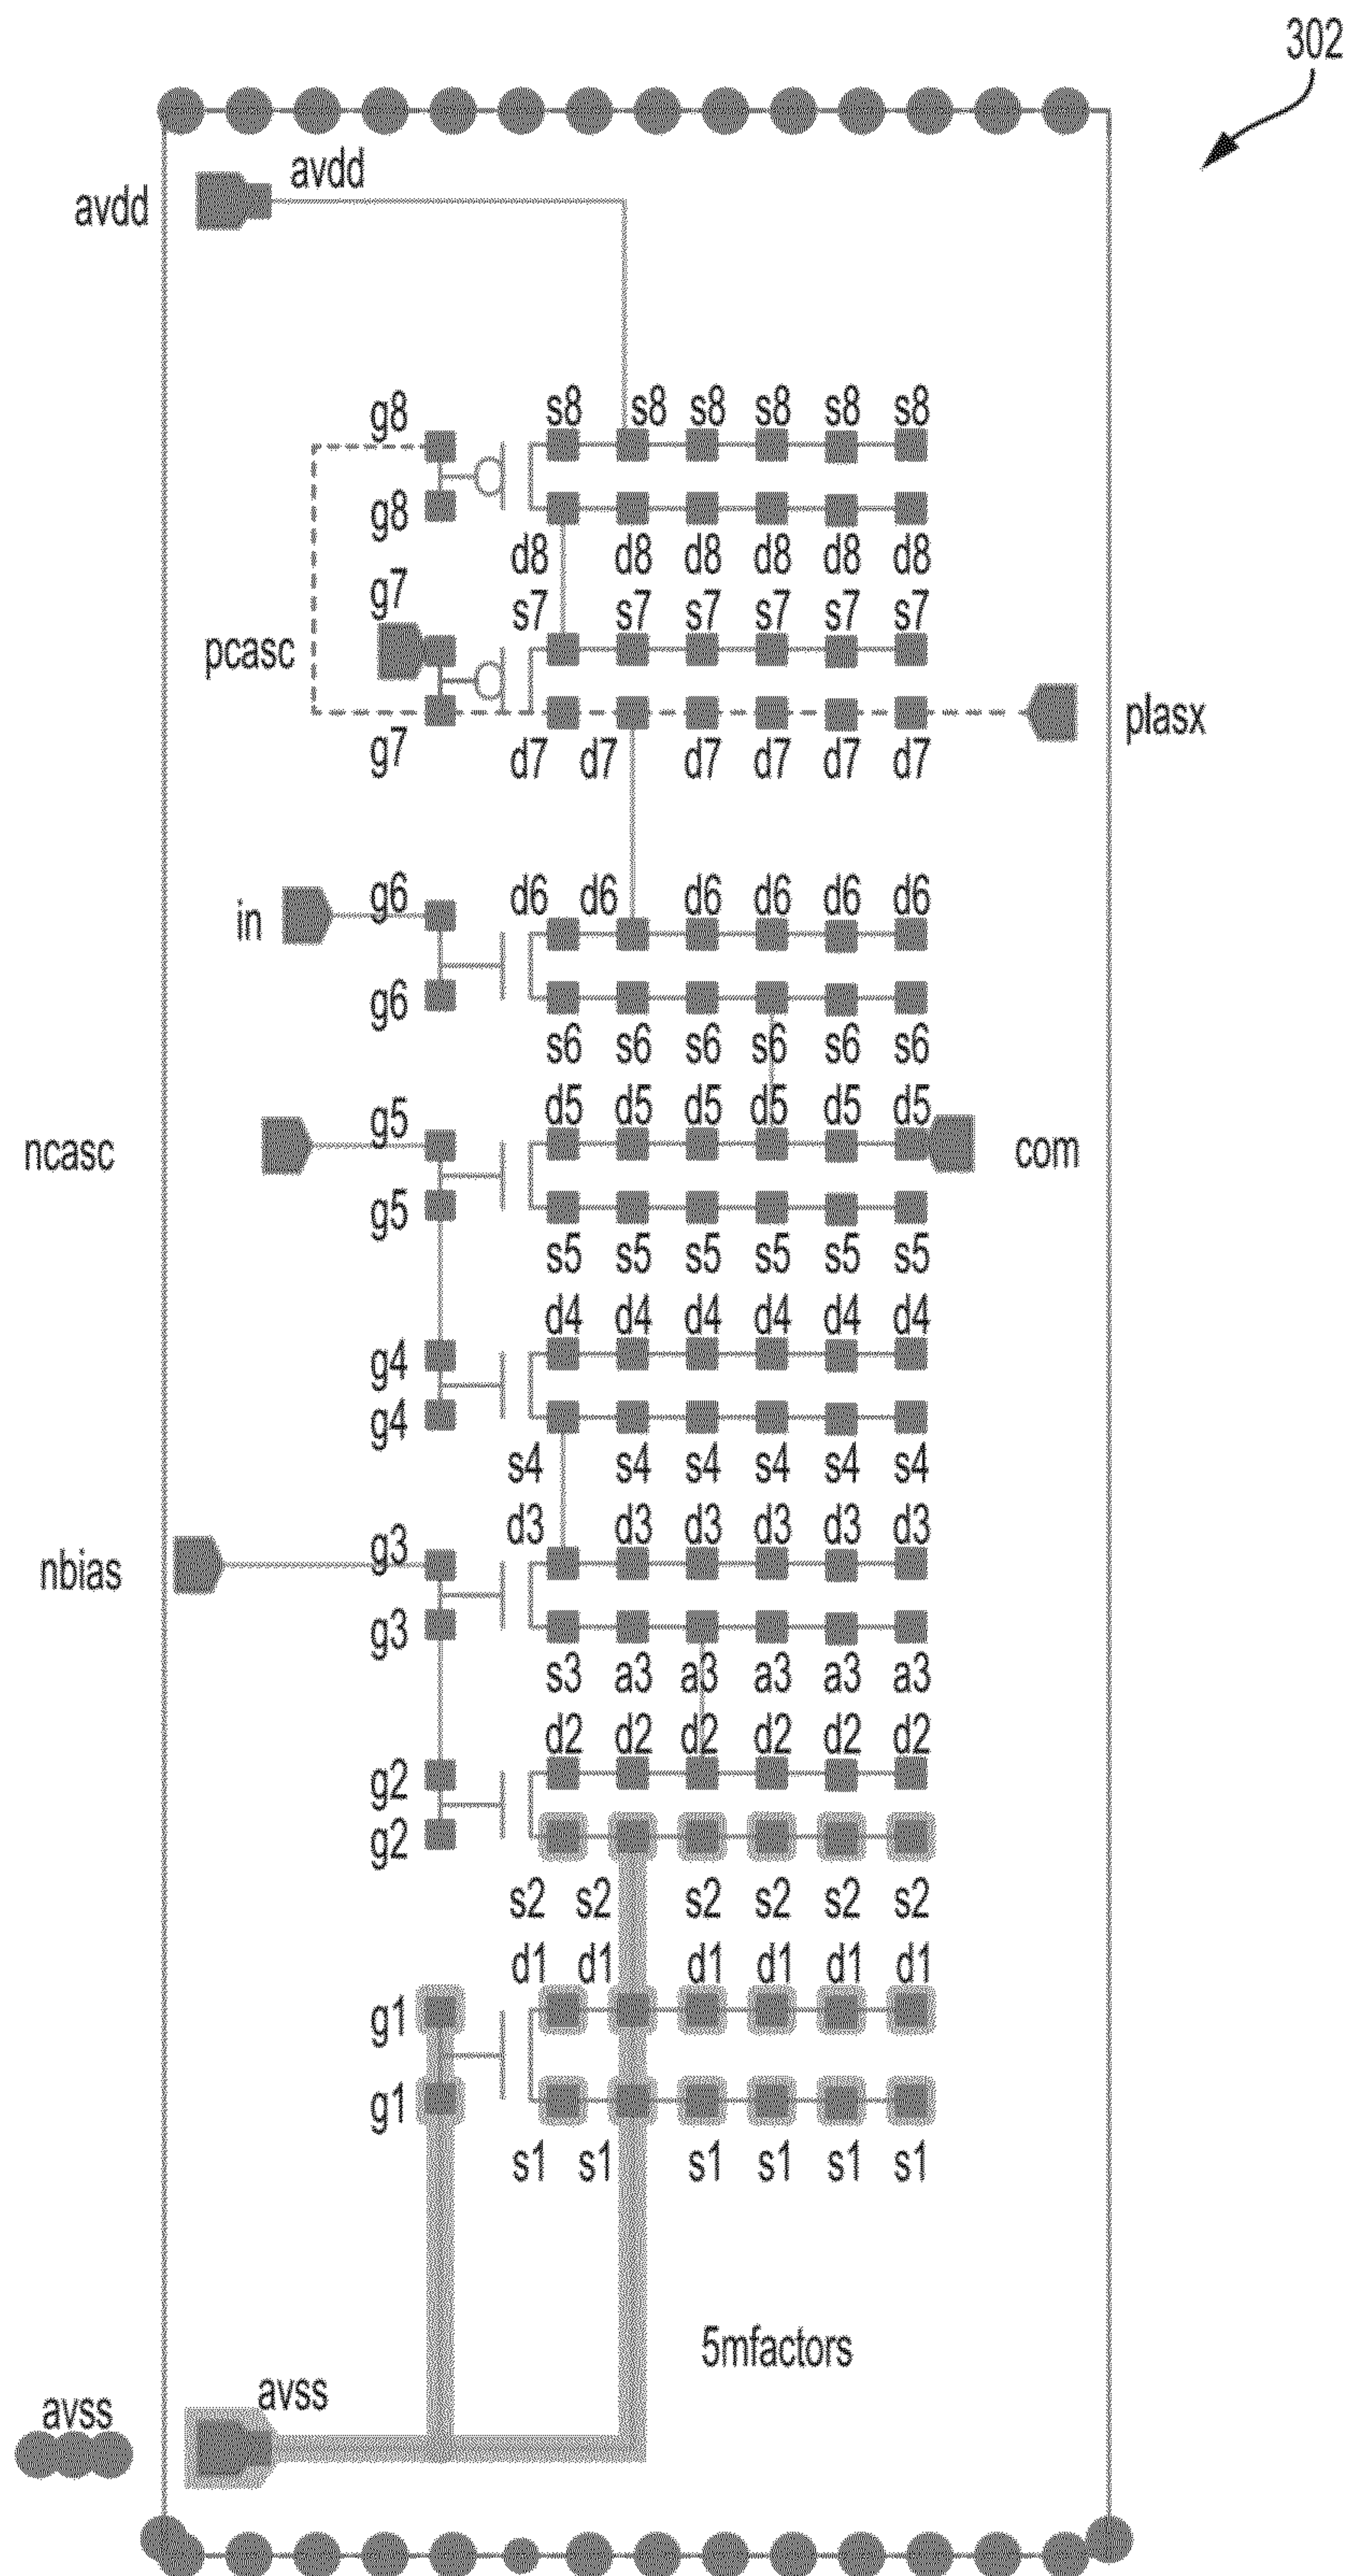 302
avdd
avdd
g8 s8 s8 s8 s8 s8 s8
g8 d8 d8 d8 d8 d8 d8
g7 s7 s7 s7 s7 s7 s7
pcasc
plasx
g7 d7 d7 d7 d7 d7 d7
g6 d6 d6 d6 d6 d6 d6
in
g6 s6 s6 s6 s6 s6 s6
g5 d5 d5 d5 d5 d5 d5
ncasc
com
g5 s5 s5 s5 s5 s5 s5
d4 d4 d4 d4 d4 d4
g4
g4 s4 s4 s4 s4 s4 s4
g3 d3 d3 d3 d3 d3 d3
nbias
g3 s3 a3 a3 a3 a3 a3
d2 d2 d2 d2 d2 d2
g2
g2 s2 s2 s2 s2 s2 s2
d1 d1 d1 d1 d1 d1
g1
g1 s1 s1 s1 s1 s1 s1
5mfactors
avss
avss